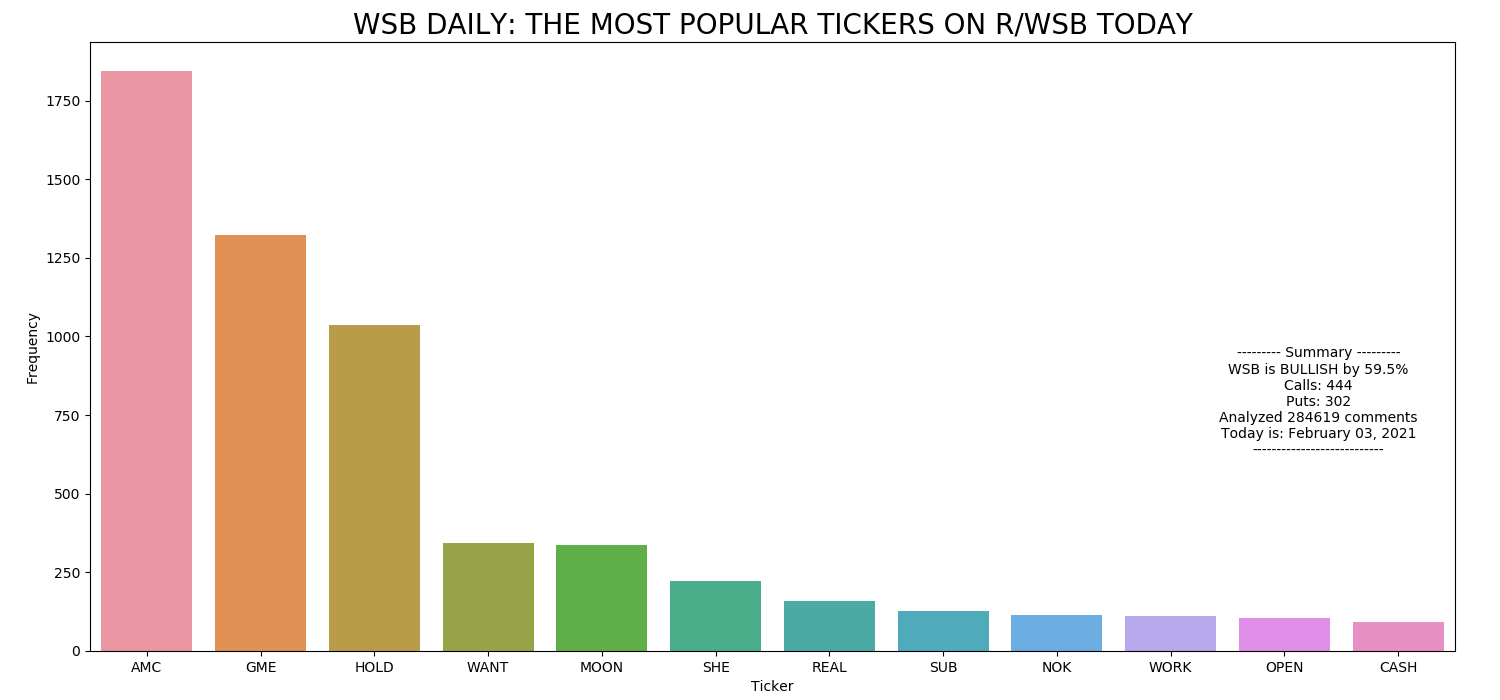 WSB DAILY: THE MOST POPULAR TICKERS ON R/WSB TODAY
1750
1500
1250
1000
750
500
250
0
Frequency
--------- Summary ---------
WSB is BULLISH by 59.5%
Calls: 444
Puts: 302
Analyzed 284619 comments
Today is: February 03, 2021
---------------------------
AMC GME HOLD WANT MOON SHE REAL SUB NOK WORK OPEN CASH
Ticker